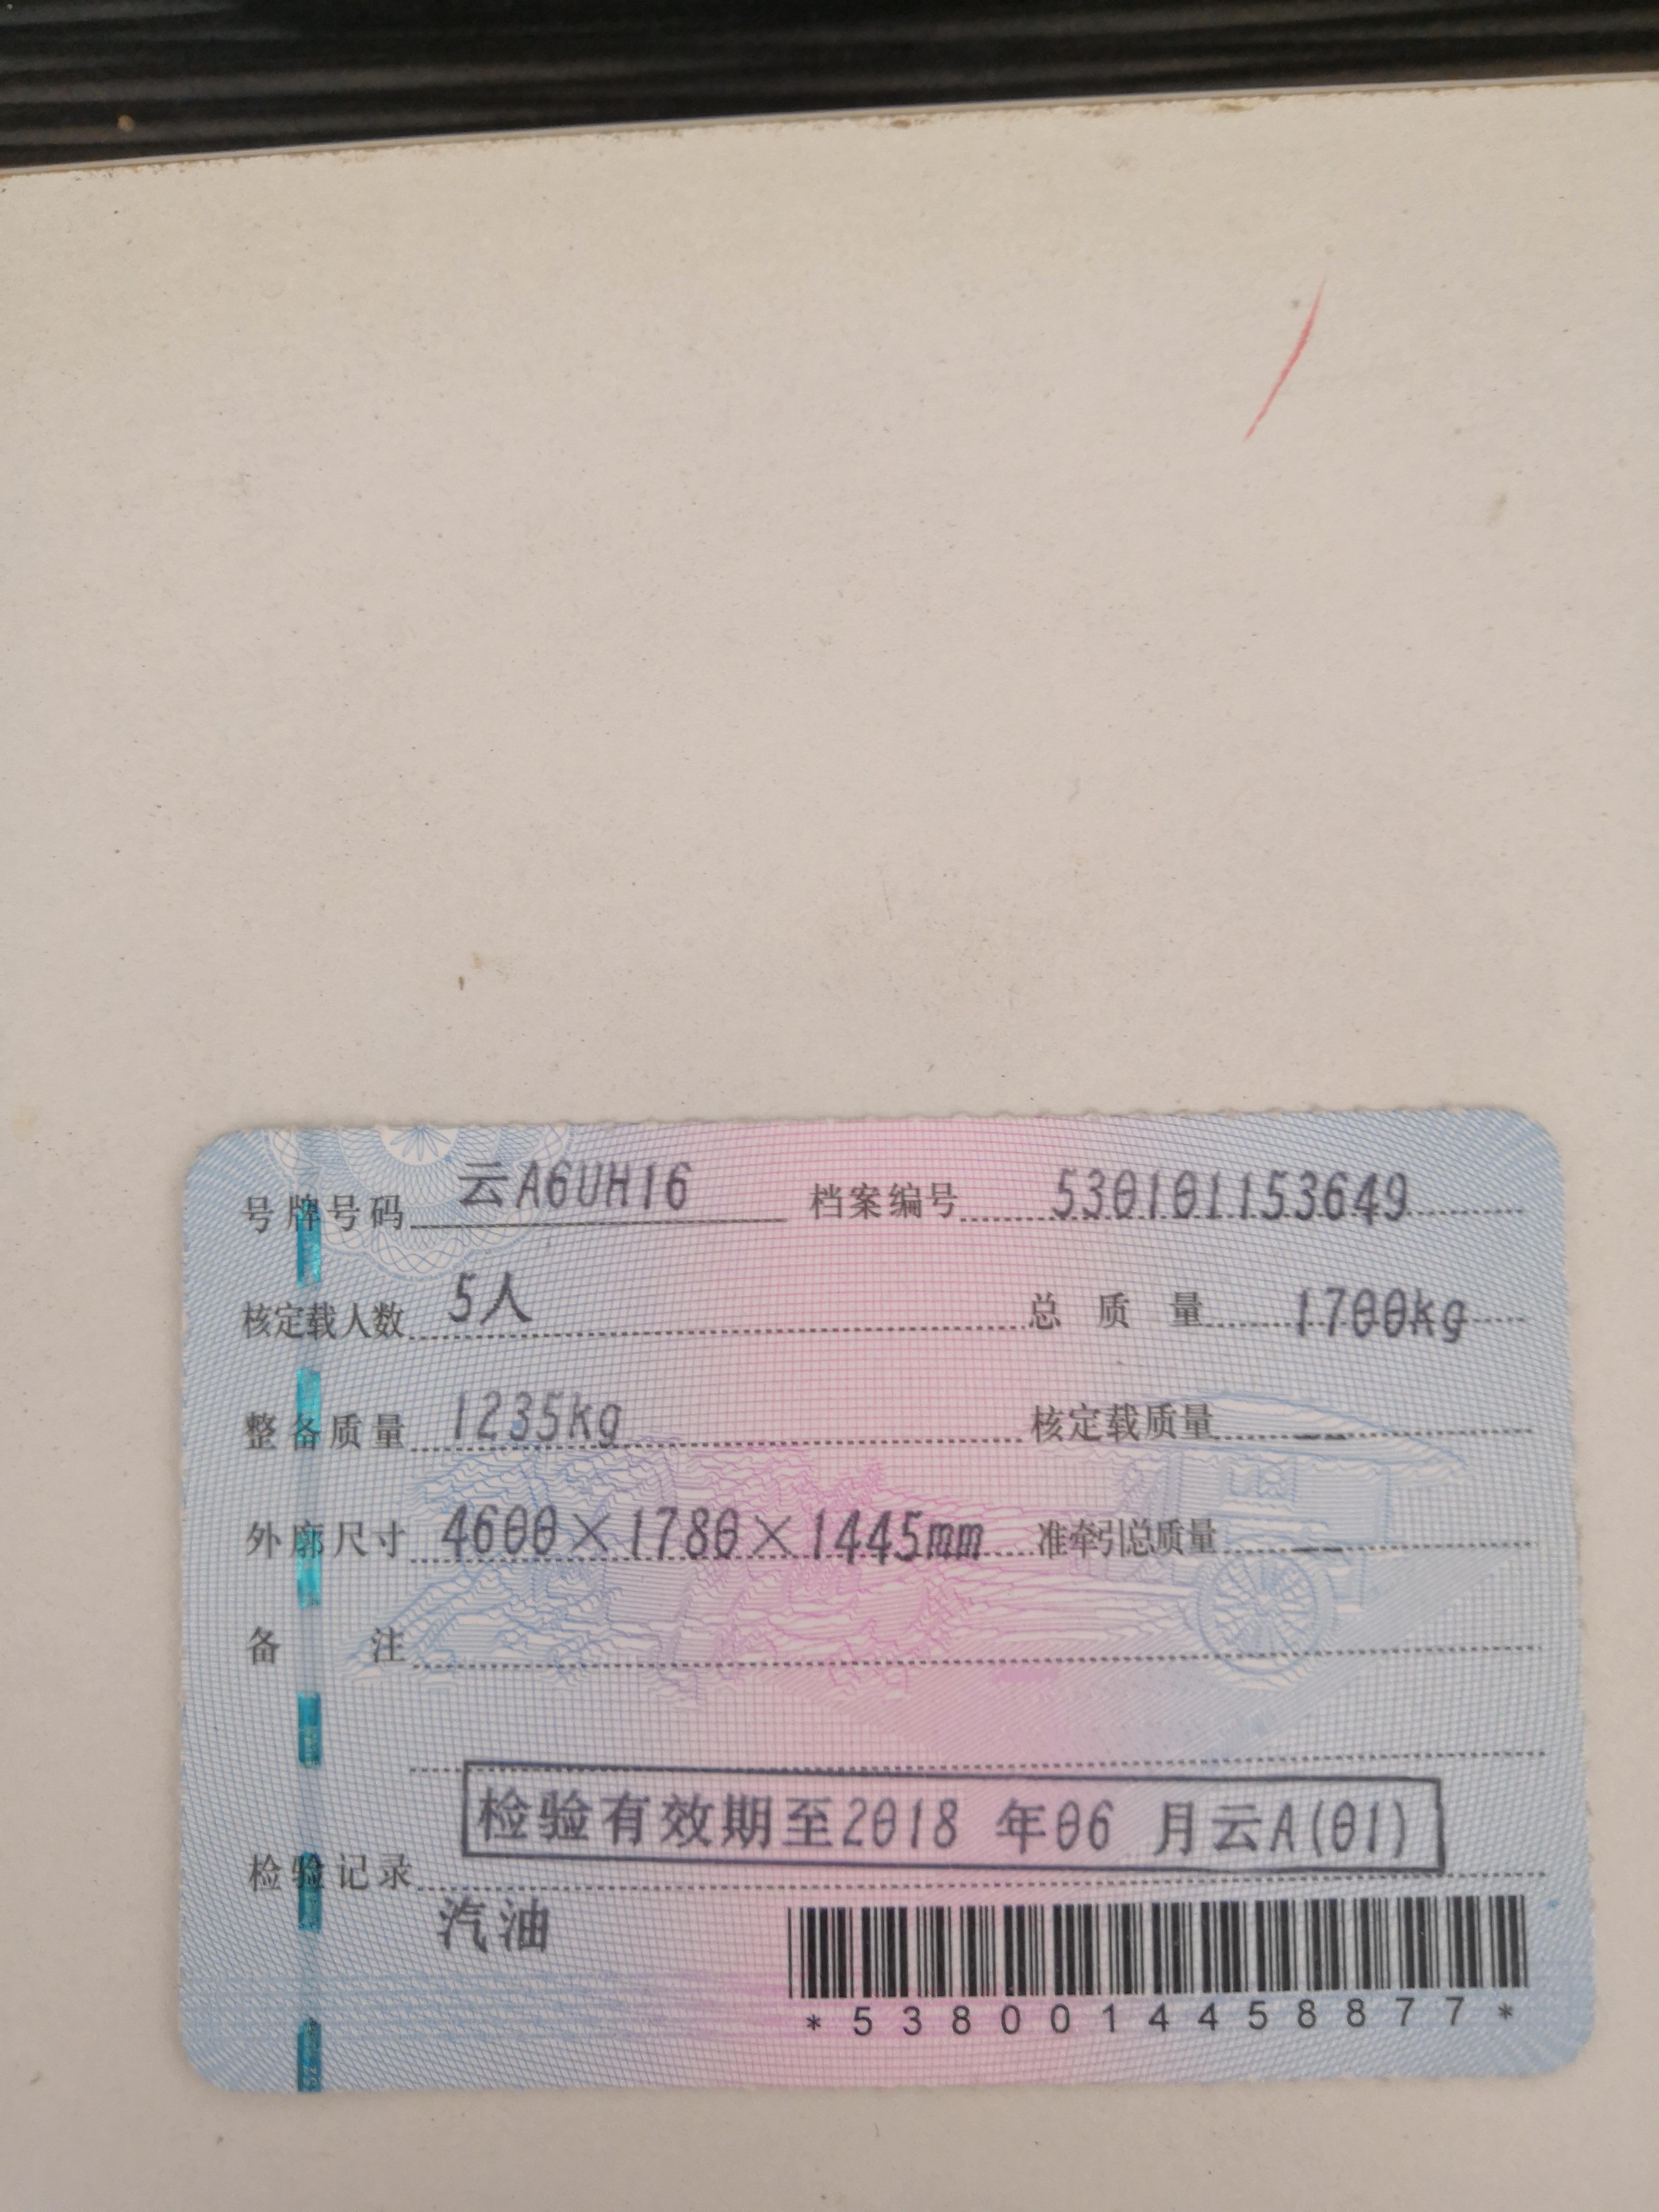 号牌号码 云A6UH16 档案编号 530101153649
核定载人数 5人 总质量 1700kg
整备质量 1235kg 核定载质量 —
外廓尺寸 4600×1780×1445mm 准牵引总质量 —
备注
检验有效期至2018 年06 月云A(01)
检验记录
汽油
*5380014458877*